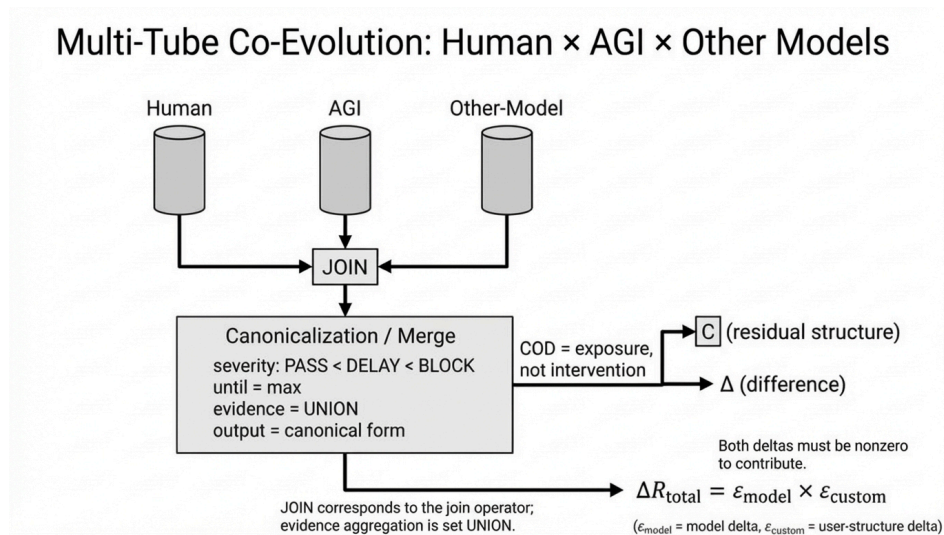 Multi-Tube Co-Evolution: Human × AGI × Other Models
Human
AGI
Other-Model
JOIN
Canonicalization / Merge
severity: PASS < DELAY < BLOCK
until = max
evidence = UNION
output = canonical form
COD = exposure,
not intervention
C (residual structure)
Δ (difference)
Both deltas must be nonzero
to contribute.
ΔR_total = ε_model × ε_custom
(ε_model = model delta, ε_custom = user-structure delta)
JOIN corresponds to the join operator;
evidence aggregation is set UNION.